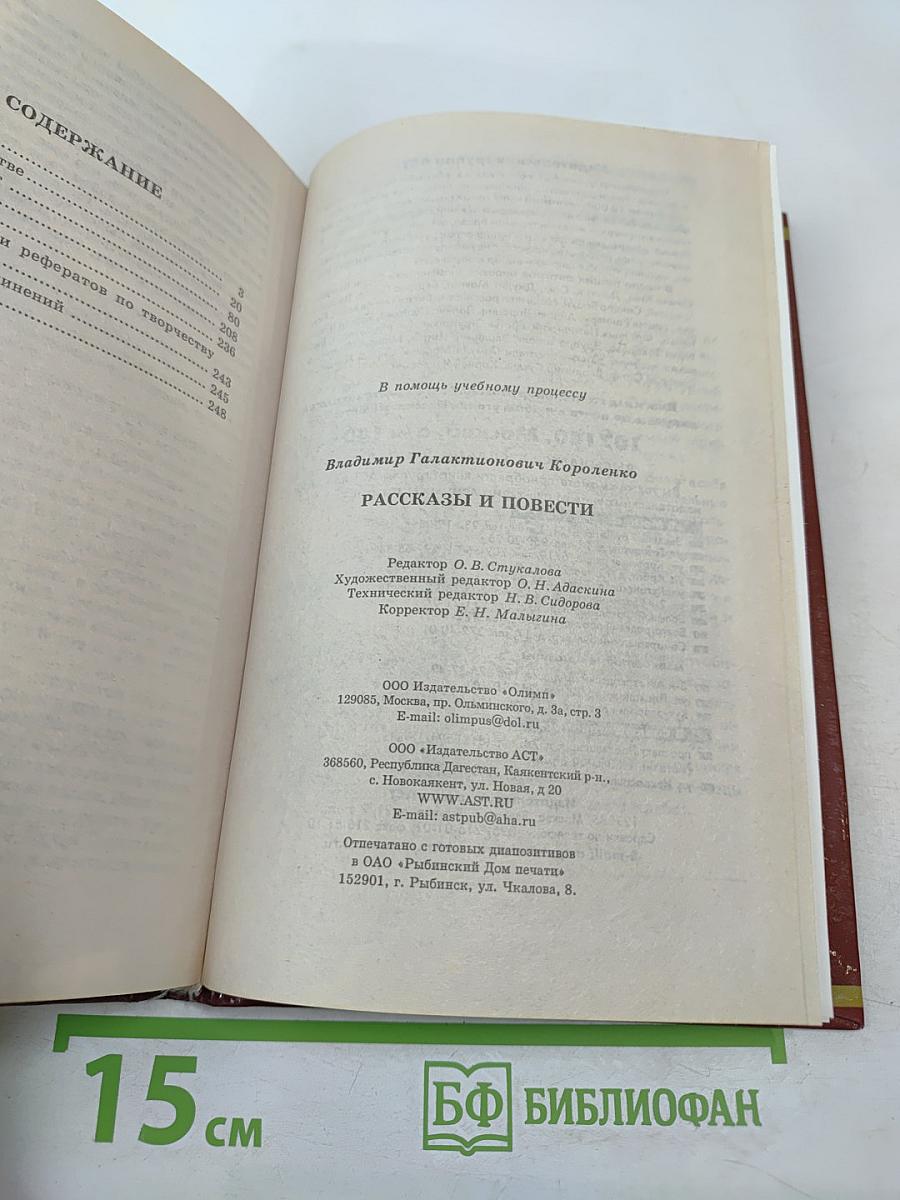 СОДЕРЖАНИЕ
3
20
80
208
236
и рефератов по творчеству
243
245
248
В помощь учебному процессу
Владимир Галактионович Короленко
РАССКАЗЫ И ПОВЕСТИ
Редактор О. В. Стукалова
Художественный редактор О. Н. Адаскина
Технический редактор Н. В. Сидорова
Корректор Е. Н. Малыгина
ООО Издательство «Олимп»
129085, Москва, пр. Ольминского, д. 3а, стр. 3
E-mail: olimpus@dol.ru
ООО «Издательство АСТ»
368560, Республика Дагестан, Каякентский р-н.,
с. Новокаякент, ул. Новая, д 20
WWW.AST.RU
E-mail: astpub@aha.ru
Отпечатано с готовых диапозитивов
в ОАО «Рыбинский Дом печати»
152901, г. Рыбинск, ул. Чкалова, 8.
15 см
БФ БИБЛИОФАН